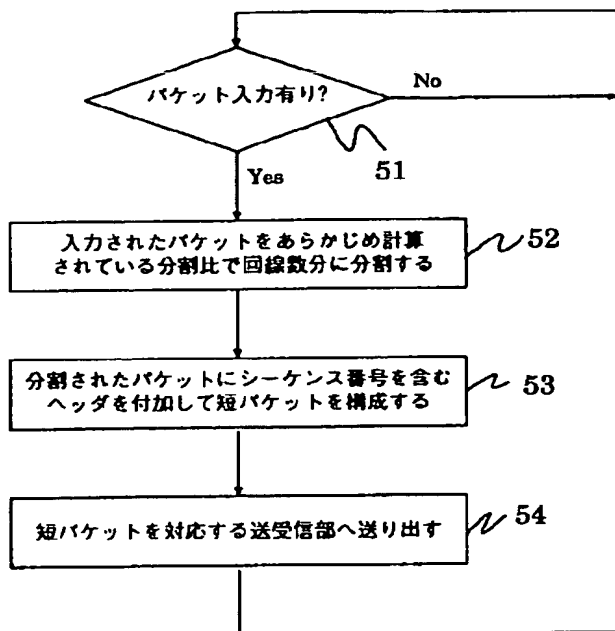 パケット入力有り?
No
51
Yes
入力されたパケットをあらかじめ計算
されている分割比で回線数分に分割する
52
分割されたパケットにシーケンス番号を含む
ヘッダを付加して短パケットを構成する
53
短パケットを対応する送受信部へ送り出す
54